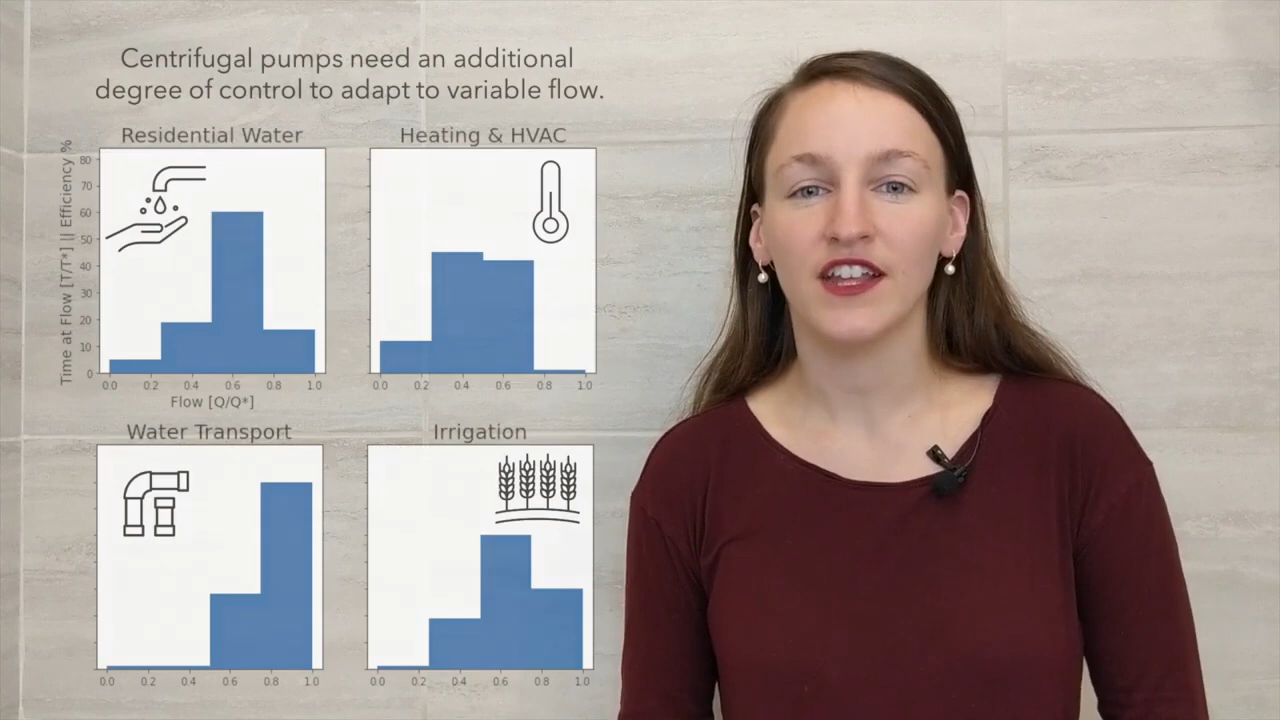 Centrifugal pumps need an additional
degree of control to adapt to variable flow.
Residential Water
Heating & HVAC
Time at Flow [T/T*] || Efficiency %
80
70
60
50
40
30
20
10
0
0.0 0.2 0.4 0.6 0.8 1.0
0.0 0.2 0.4 0.6 0.8 1.0
Flow [Q/Q*]
Water Transport
Irrigation
0.0 0.2 0.4 0.6 0.8 1.0
0.0 0.2 0.4 0.6 0.8 1.0